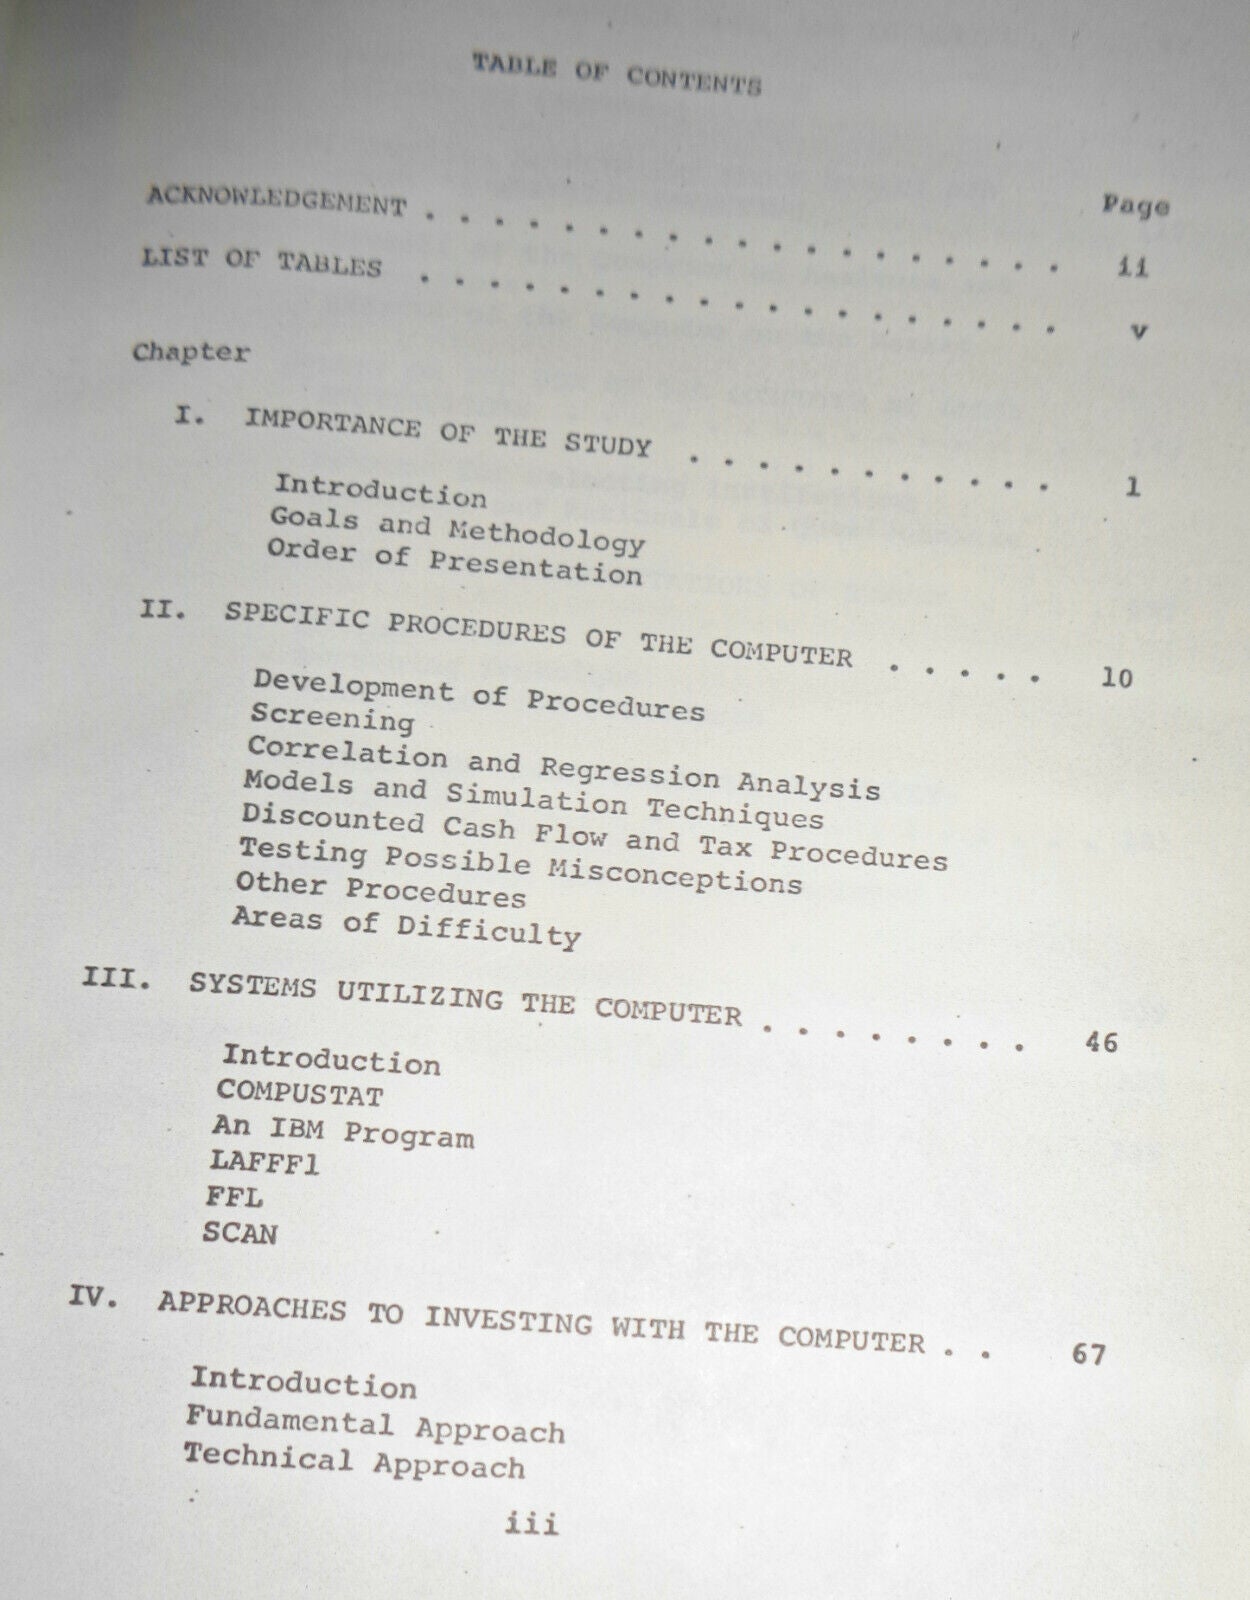 TABLE OF CONTENTS
Page
ACKNOWLEDGEMENT . . . . . . . . . . . . . . . . . . . ii
LIST OF TABLES . . . . . . . . . . . . . . . . . . . v
Chapter
I. IMPORTANCE OF THE STUDY . . . . . . . . . . . 1
Introduction
Goals and Methodology
Order of Presentation
II. SPECIFIC PROCEDURES OF THE COMPUTER . . . . . 10
Development of Procedures
Screening
Correlation and Regression Analysis
Models and Simulation Techniques
Discounted Cash Flow and Tax Procedures
Testing Possible Misconceptions
Other Procedures
Areas of Difficulty
III. SYSTEMS UTILIZING THE COMPUTER . . . . . . . . 46
Introduction
COMPUSTAT
An IBM Program
LAFFF1
FFL
SCAN
IV. APPROACHES TO INVESTING WITH THE COMPUTER . . 67
Introduction
Fundamental Approach
Technical Approach
iii